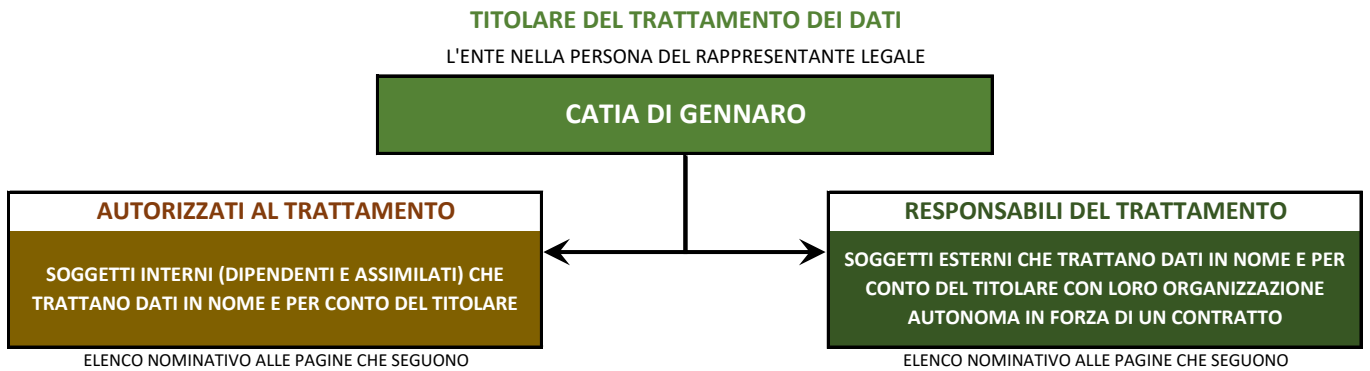 TITOLARE DEL TRATTAMENTO DEI DATI
L'ENTE NELLA PERSONA DEL RAPPRESENTANTE LEGALE
CATIA DI GENNARO
AUTORIZZATI AL TRATTAMENTO
SOGGETTI INTERNI (DIPENDENTI E ASSIMILATI) CHE
TRATTANO DATI IN NOME E PER CONTO DEL TITOLARE
ELENCO NOMINATIVO ALLE PAGINE CHE SEGUONO
RESPONSABILI DEL TRATTAMENTO
SOGGETTI ESTERNI CHE TRATTANO DATI IN NOME E PER
CONTO DEL TITOLARE CON LORO ORGANIZZAZIONE
AUTONOMA IN FORZA DI UN CONTRATTO
ELENCO NOMINATIVO ALLE PAGINE CHE SEGUONO